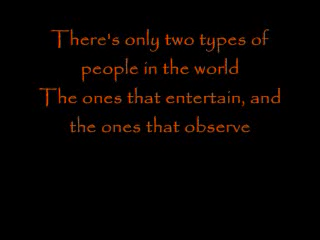 There's only two types of
people in the world
The ones that entertain, and
the ones that observe